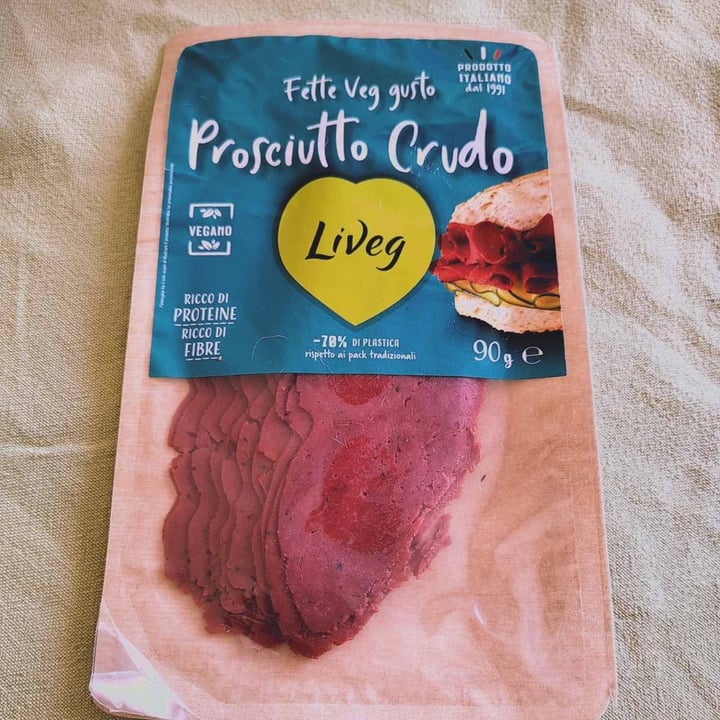 Fette Veg gusto
PRODOTTO
ITALIANO
dal 1991
Prosciutto Crudo
Liveg
VEGANO
RICCO DI
PROTEINE
RICCO DI
FIBRE
-70% DI PLASTICA
rispetto ai pack tradizionali
90g ℮